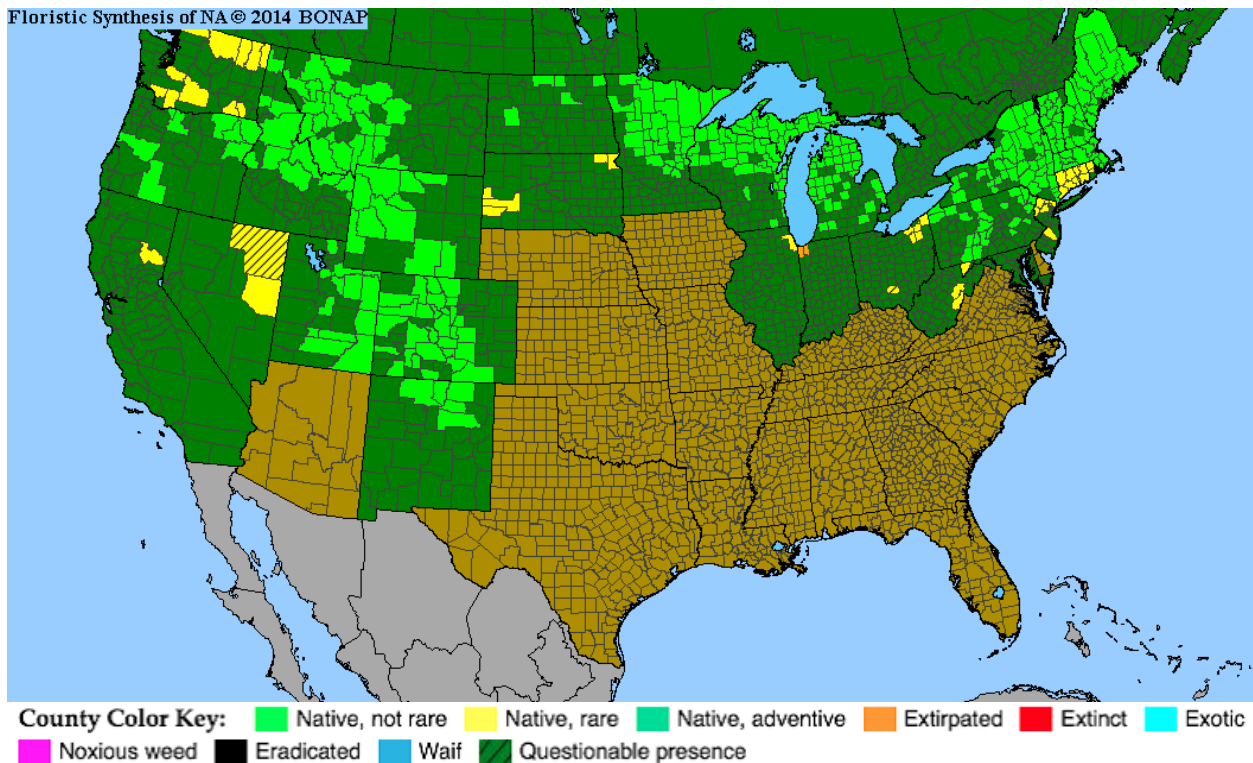 Floristic Synthesis of NA © 2014 BONAP
County Color Key: Native, not rare Native, rare Native, adventive Extirpated Extinct Exotic
Noxious weed Eradicated Waif Questionable presence